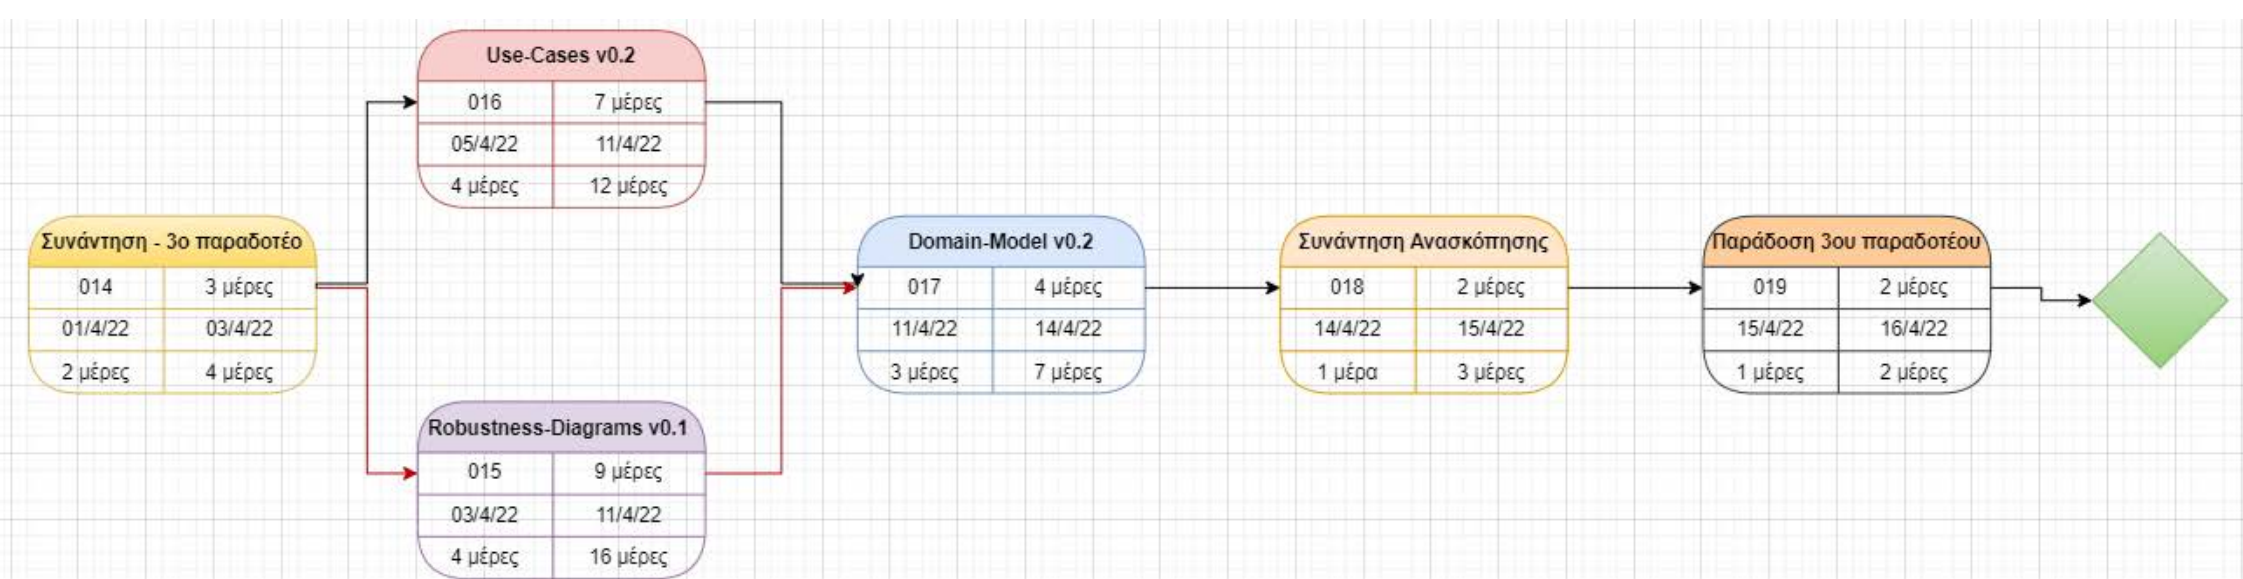 Use-Cases v0.2
016 7 μέρες
05/4/22 11/4/22
4 μέρες 12 μέρες
Συνάντηση - 3ο παραδοτέο
014 3 μέρες
01/4/22 03/4/22
2 μέρες 4 μέρες
Robustness-Diagrams v0.1
015 9 μέρες
03/4/22 11/4/22
4 μέρες 16 μέρες
Domain-Model v0.2
017 4 μέρες
11/4/22 14/4/22
3 μέρες 7 μέρες
Συνάντηση Ανασκόπησης
018 2 μέρες
14/4/22 15/4/22
1 μέρα 3 μέρες
Παράδοση 3ου παραδοτέου
019 2 μέρες
15/4/22 16/4/22
1 μέρες 2 μέρες